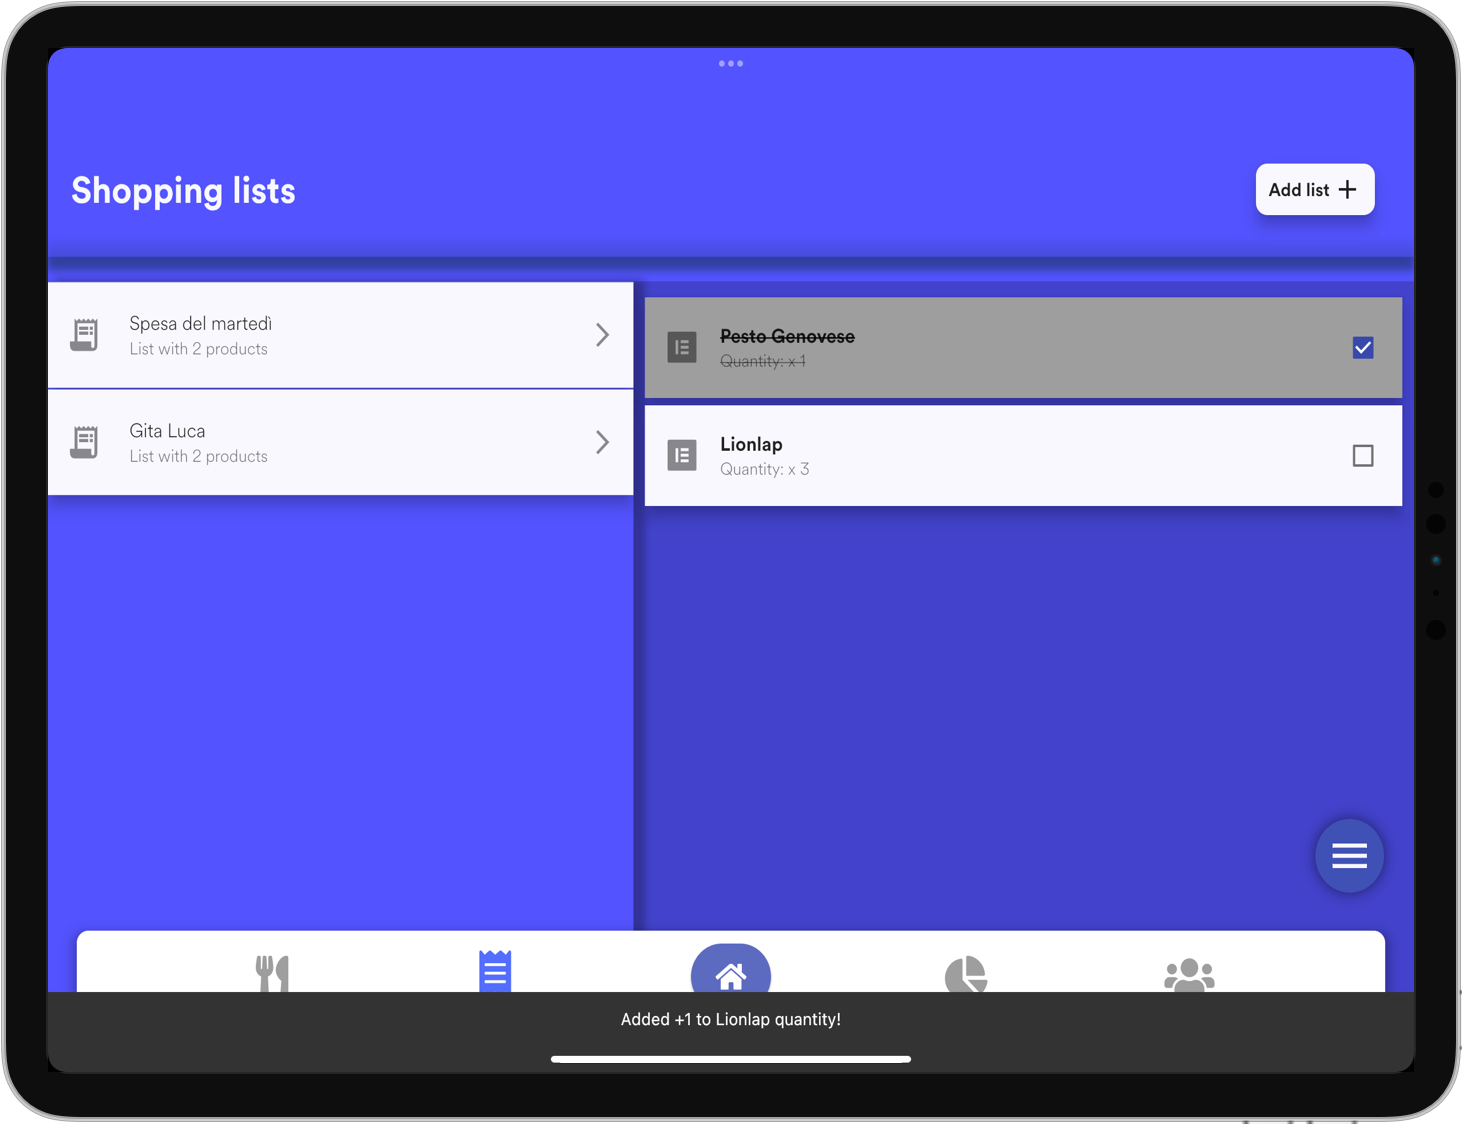 Shopping lists
Add list
Spesa del martedì
List with 2 products
Gita Luca
List with 2 products
Pesto Genovese
Quantity: x 1
Lionlap
Quantity: x 3
Added +1 to Lionlap quantity!